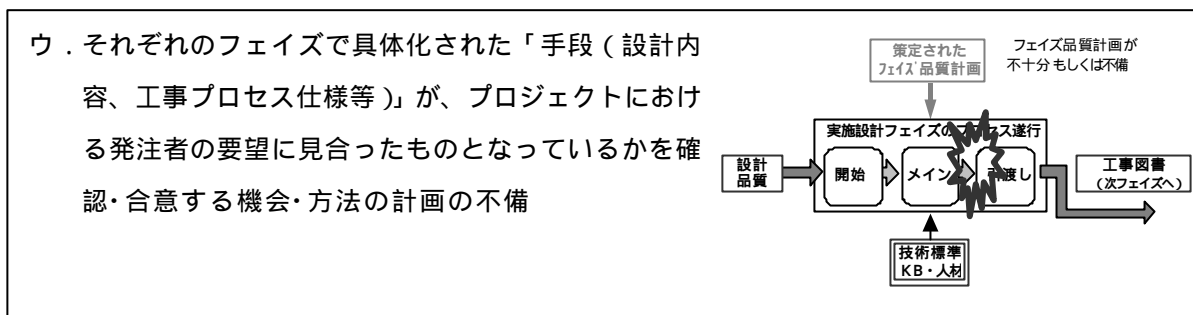 ウ．それぞれのフェイズで具体化された「手段（設計内
容、工事プロセス仕様等）」が、プロジェクトにおけ
る発注者の要望に見合ったものとなっているかを確
認・合意する機会・方法の計画の不備
策定された
フェイズ品質計画
フェイズ品質計画が
不十分もしくは不備
実施設計フェイズのプロセス遂行
設計
品質
開始
メイン
引渡し
工事図書
（次フェイズへ）
技術標準
KB・人材